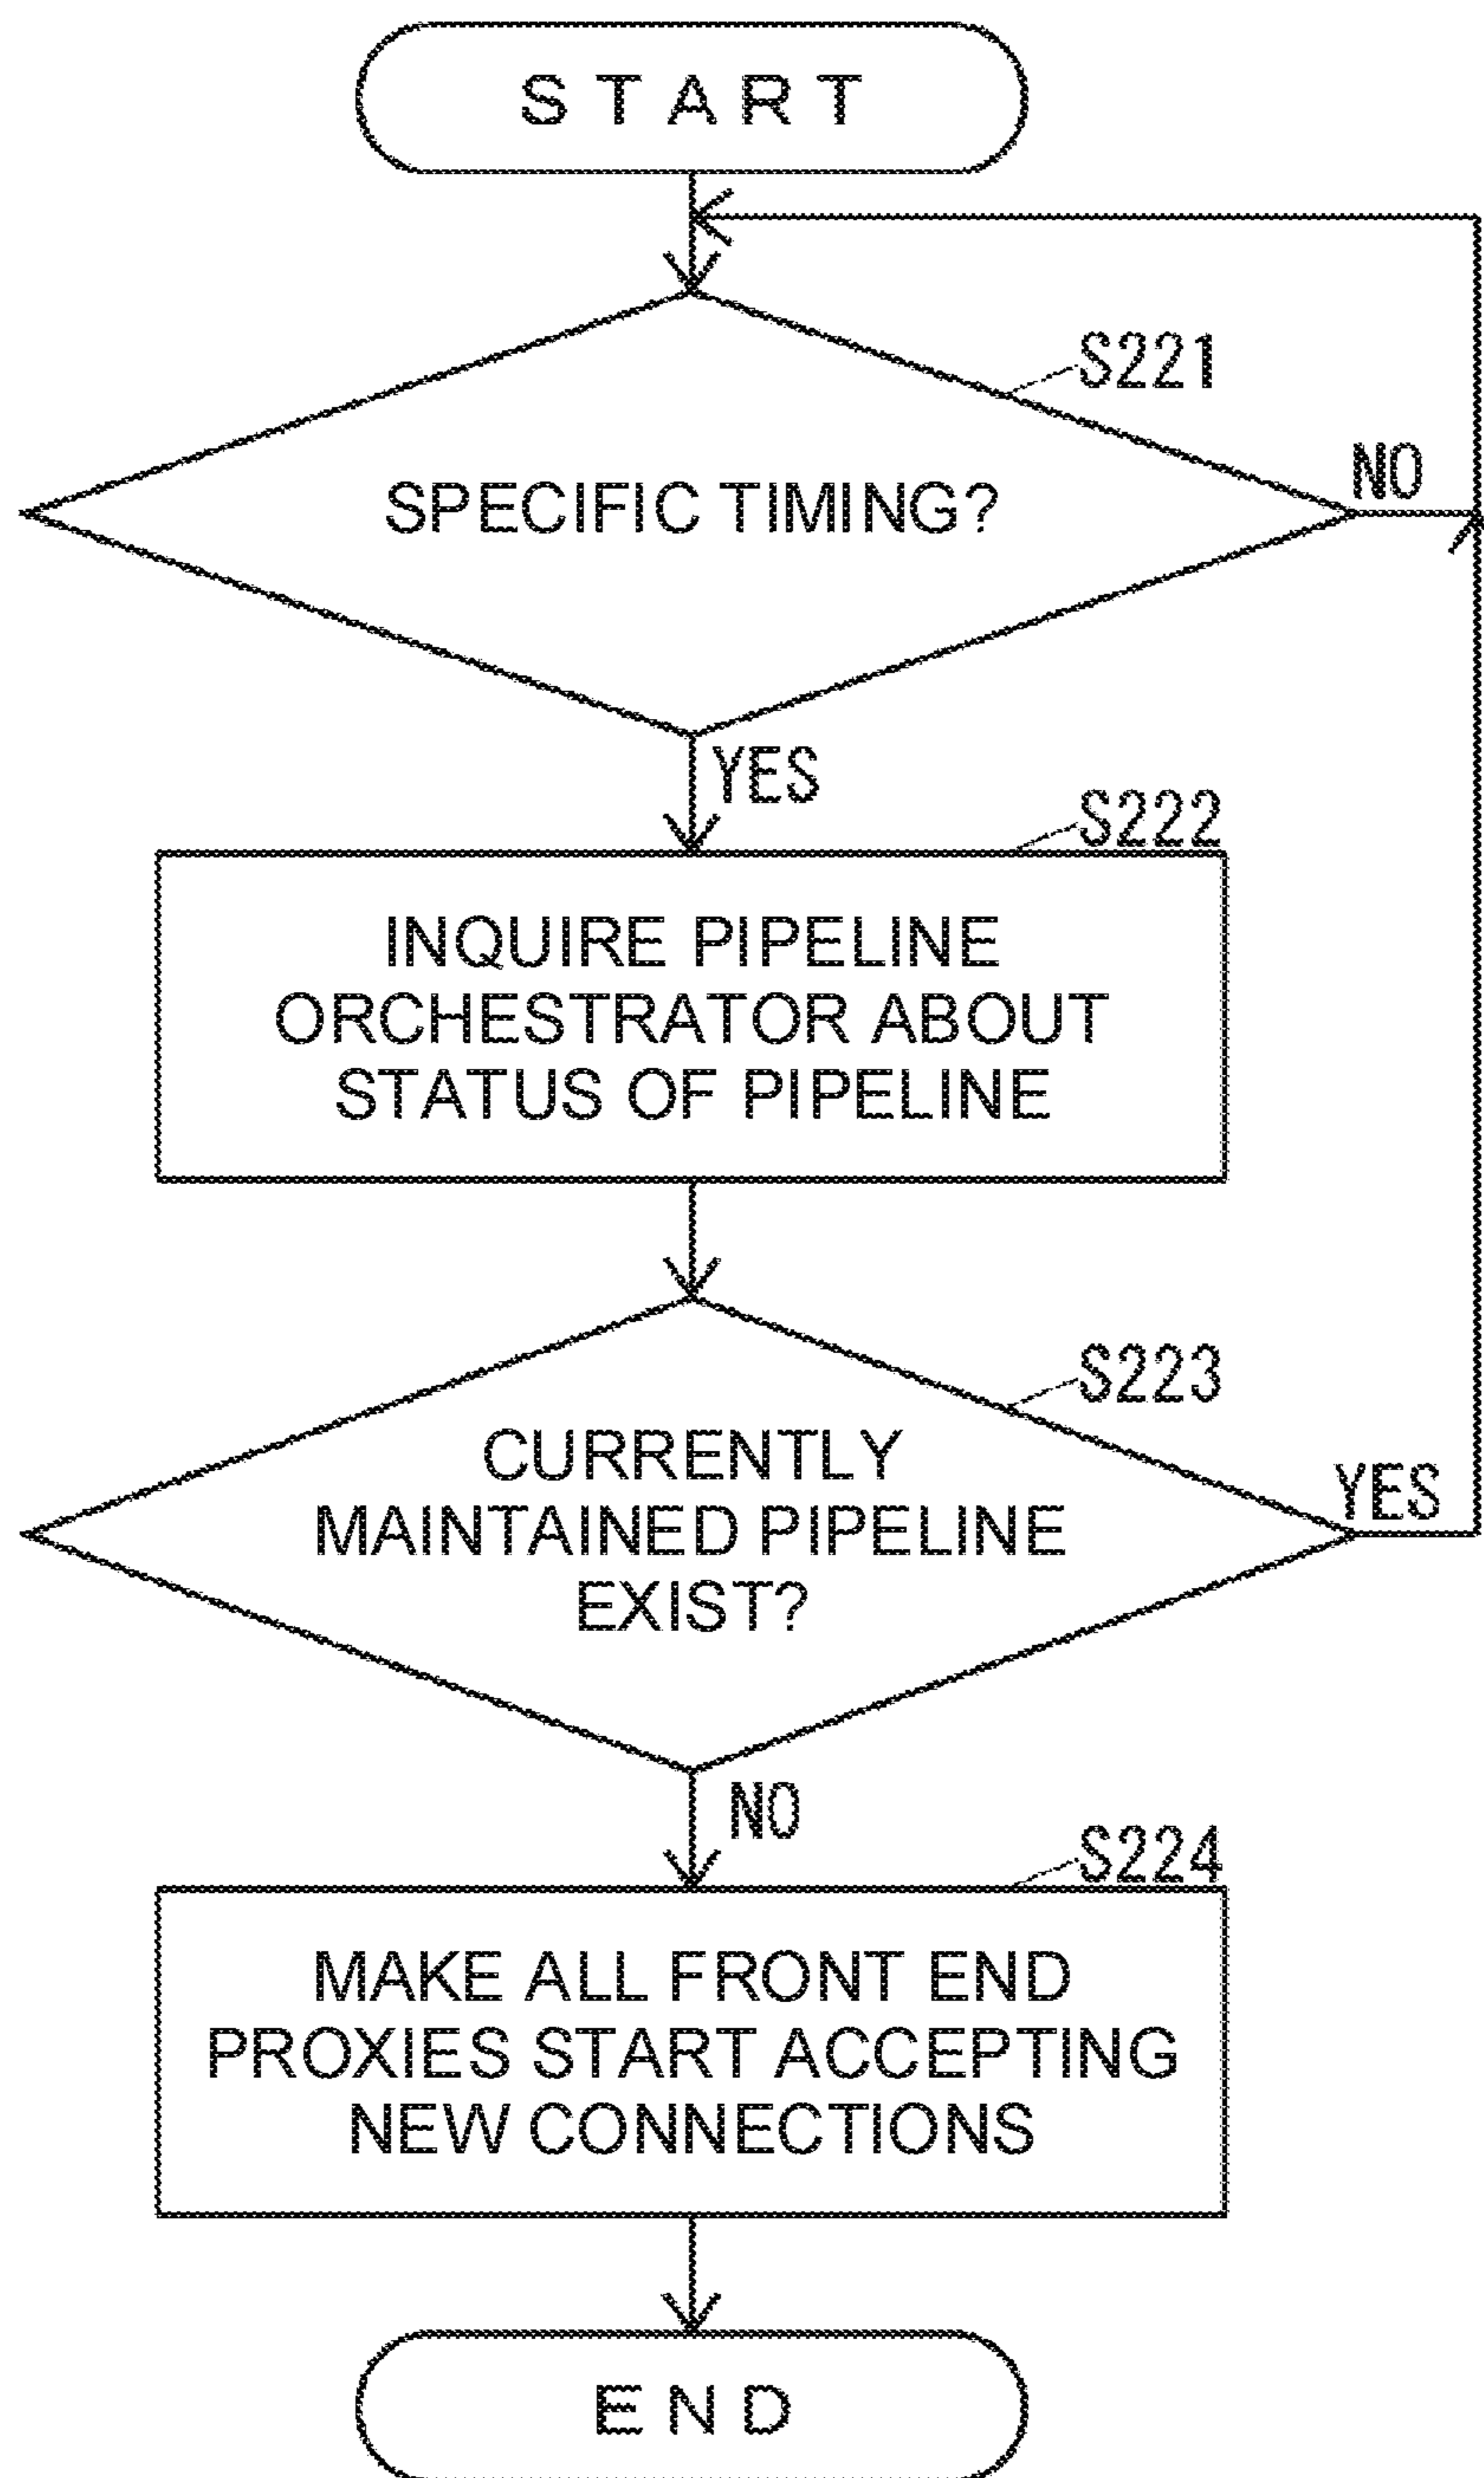 START
S221
SPECIFIC TIMING?
NO
YES
S222
INQUIRE PIPELINE
ORCHESTRATOR ABOUT
STATUS OF PIPELINE
S223
CURRENTLY
MAINTAINED PIPELINE
EXIST?
YES
NO
S224
MAKE ALL FRONT END
PROXIES START ACCEPTING
NEW CONNECTIONS
END